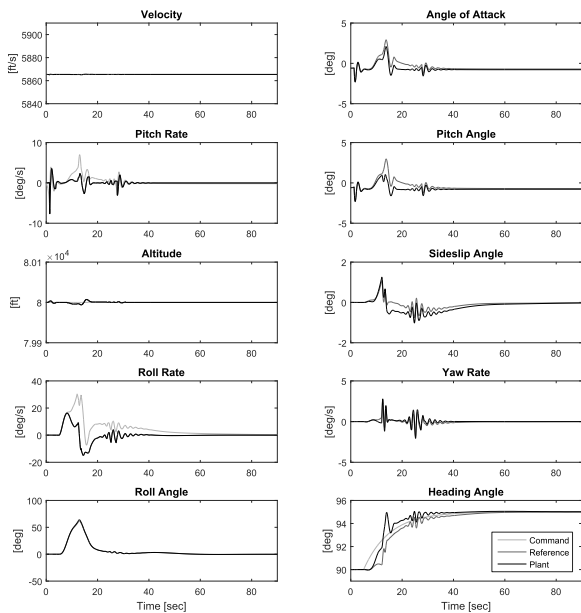 Velocity
5910
5880
5860
5840
[ft/s]
0 20 40 60 80
Angle of Attack
5
0
-5
[deg]
0 20 40 60 80
Pitch Rate
10
0
-10
[deg/s]
0 20 40 60 80
Pitch Angle
5
0
-5
[deg]
0 20 40 60 80
Altitude
× 10⁴
8.01
8
7.99
[ft]
0 20 40 60 80
Sideslip Angle
2
0
-2
[deg]
0 20 40 60 80
Roll Rate
40
20
0
-20
[deg/s]
0 20 40 60 80
Yaw Rate
5
0
-5
[deg/s]
0 20 40 60 80
Roll Angle
100
50
0
-50
[deg]
0 20 40 60 80
Time [sec]
Heading Angle
96
94
92
90
[deg]
0 20 40 60 80
Time [sec]
Command
Reference
Plant